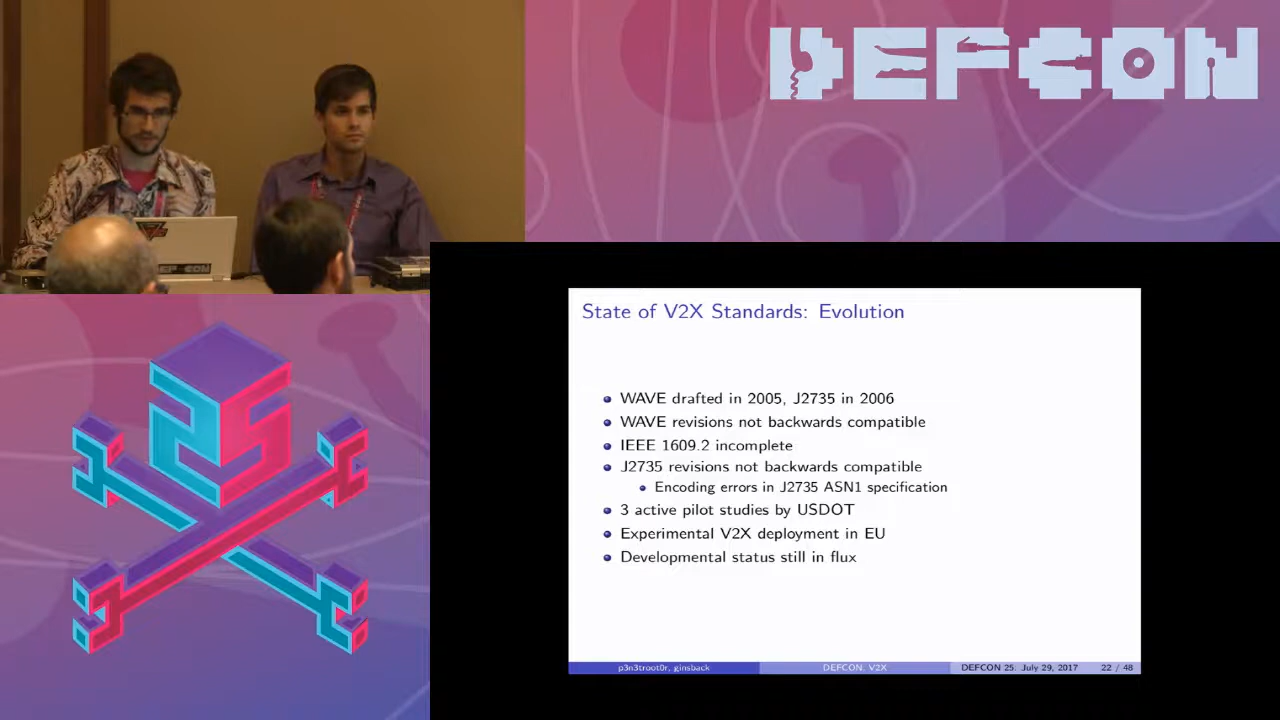 DEFCON
DEFCON
State of V2X Standards: Evolution
WAVE drafted in 2005, J2735 in 2006
WAVE revisions not backwards compatible
IEEE 1609.2 incomplete
J2735 revisions not backwards compatible
Encoding errors in J2735 ASN1 specification
3 active pilot studies by USDOT
Experimental V2X deployment in EU
Developmental status still in flux
p3n3troot0r, ginsback
DEFCON, V2X
DEFCON 25: July 29, 2017
22 / 48